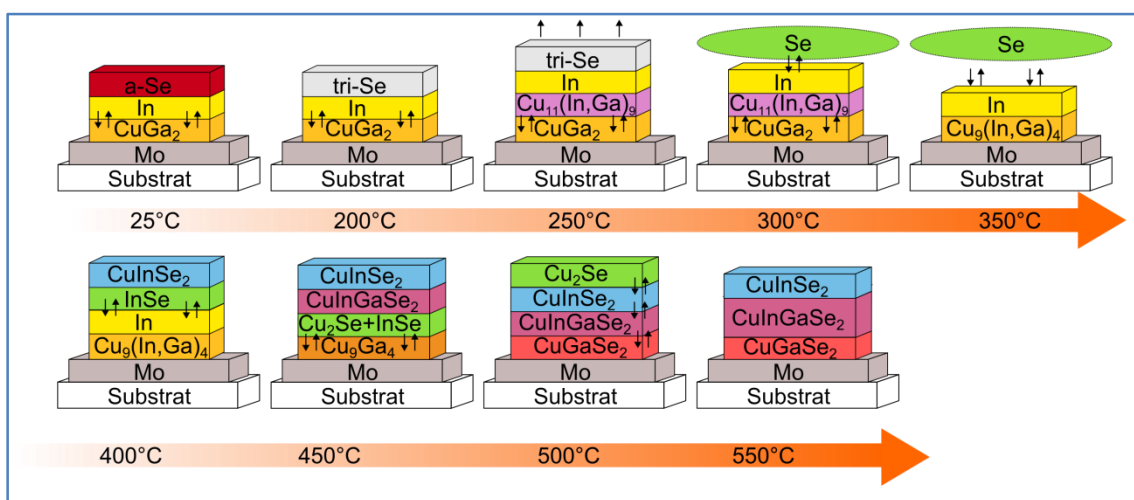 a-Se
In
CuGa₂
Mo
Substrat
tri-Se
In
CuGa₂
Mo
Substrat
tri-Se
In
Cu₁₁(In,Ga)₉
CuGa₂
Mo
Substrat
Se
In
Cu₁₁(In,Ga)₉
CuGa₂
Mo
Substrat
Se
In
Cu₉(In,Ga)₄
Mo
Substrat
25°C 200°C 250°C 300°C 350°C
CuInSe₂
InSe
In
Cu₉(In,Ga)₄
Mo
Substrat
CuInSe₂
CuInGaSe₂
Cu₂Se+InSe
Cu₉Ga₄
Mo
Substrat
Cu₂Se
CuInSe₂
CuInGaSe₂
CuGaSe₂
Mo
Substrat
CuInSe₂
CuInGaSe₂
CuGaSe₂
Mo
Substrat
400°C 450°C 500°C 550°C